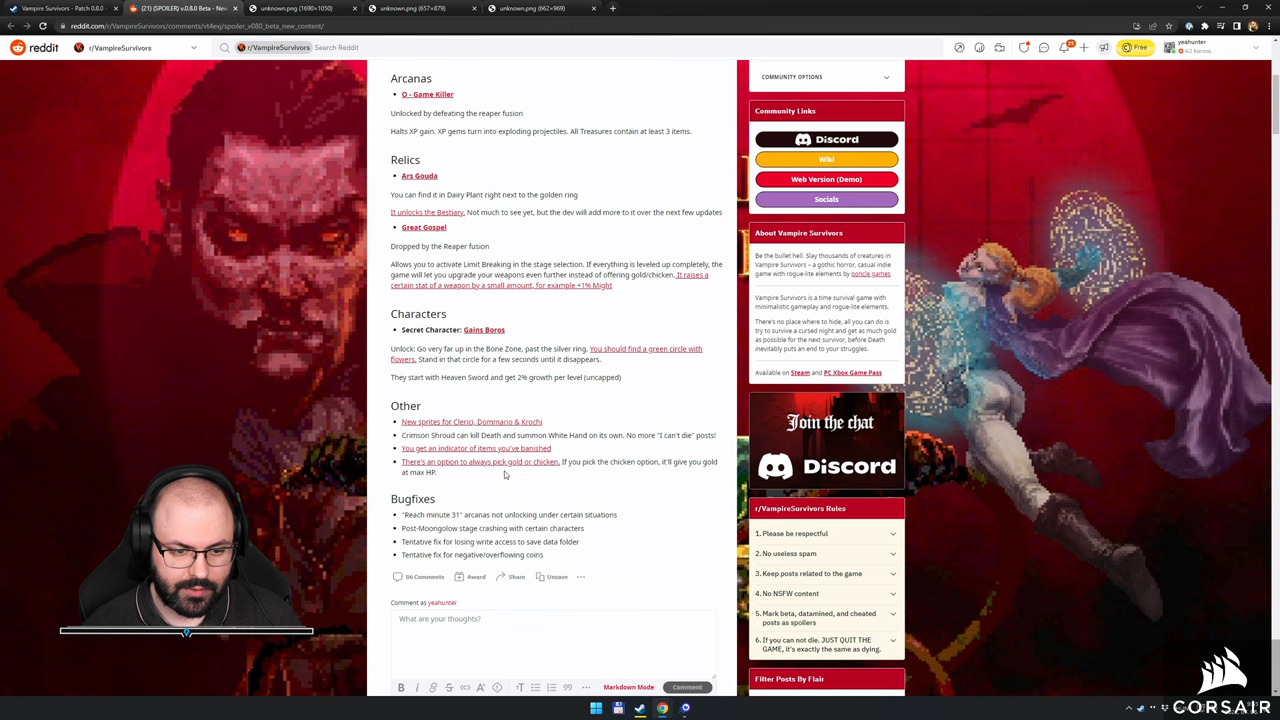 Vampire Survivors - Patch 0.8.0
(21) (SPOILER) v.0.8.0 Beta - New
unknown.png (1690×1050)
unknown.png (657×879)
unknown.png (662×969)
reddit.com/r/VampireSurvivors/comments/vt4exj/spoiler_v080_beta_new_content/
reddit
r/VampireSurvivors
r/VampireSurvivors
Search Reddit
25
Free
yeahunter
62 karma
Arcanas
O - Game Killer
Unlocked by defeating the reaper fusion
Halts XP gain. XP gems turn into exploding projectiles. All Treasures contain at least 3 items.
Relics
Ars Gouda
You can find it in Dairy Plant right next to the golden ring
It unlocks the Bestiary. Not much to see yet, but the dev will add more to it over the next few updates
Great Gospel
Dropped by the Reaper fusion
Allows you to activate Limit Breaking in the stage selection. If everything is leveled up completely, the
game will let you upgrade your weapons even further instead of offering gold/chicken. It raises a
certain stat of a weapon by a small amount, for example +1% Might
Characters
Secret Character: Gains Boros
Unlock: Go very far up in the Bone Zone, past the silver ring. You should find a green circle with
flowers. Stand in that circle for a few seconds until it disappears.
They start with Heaven Sword and get 2% growth per level (uncapped)
Other
New sprites for Clerici, Dommario & Krochi
Crimson Shroud can kill Death and summon White Hand on its own. No more "I can't die" posts!
You get an indicator of items you've banished
There's an option to always pick gold or chicken. If you pick the chicken option, it'll give you gold
at max HP.
Bugfixes
"Reach minute 31" arcanas not unlocking under certain situations
Post-Moongolow stage crashing with certain characters
Tentative fix for losing write access to save data folder
Tentative fix for negative/overflowing coins
86 Comments
Award
Share
Unsave
Comment as yeahunter
What are your thoughts?
Markdown Mode
Comment
COMMUNITY OPTIONS
Community Links
Discord
Wiki
Web Version (Demo)
Socials
About Vampire Survivors
Be the bullet hell. Slay thousands of creatures in
Vampire Survivors – a gothic horror, casual indie
game with rogue-lite elements by poncle games
Vampire Survivors is a time survival game with
minimalistic gameplay and rogue-lite elements.
There's no place where to hide, all you can do is
try to survive a cursed night and get as much gold
as possible for the next survivor, before Death
inevitably puts an end to your struggles.
Available on Steam and PC Xbox Game Pass
Join the chat
Discord
r/VampireSurvivors Rules
1. Please be respectful
2. No useless spam
3. Keep posts related to the game
4. No NSFW content
5. Mark beta, datamined, and cheated
posts as spoilers
6. If you can not die. JUST QUIT THE
GAME, it's exactly the same as dying.
Filter Posts By Flair
CORSAIR